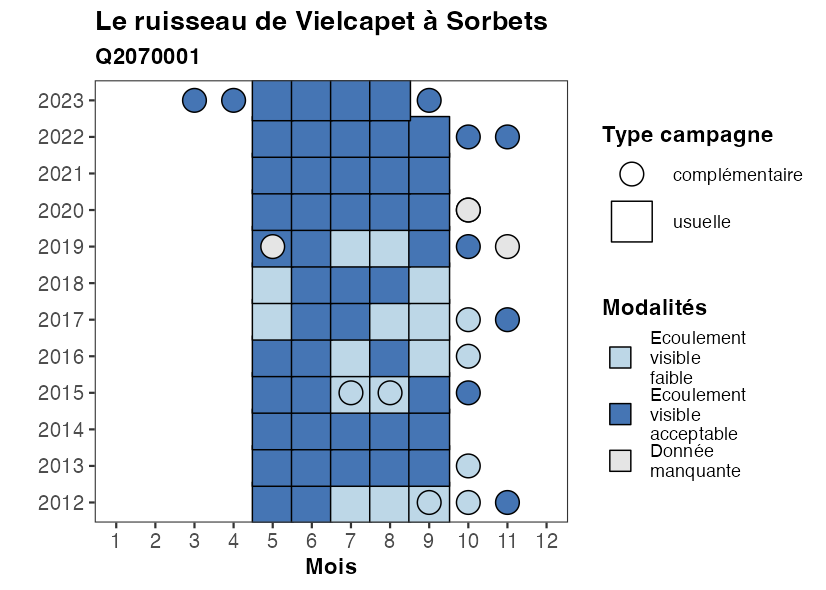 Le ruisseau de Vielcapet à Sorbets
Q2070001
2023
2022
2021
2020
2019
2018
2017
2016
2015
2014
2013
2012
1 2 3 4 5 6 7 8 9 10 11 12
Mois
Type campagne
complémentaire
usuelle
Modalités
Ecoulement
visible
faible
Ecoulement
visible
acceptable
Donnée
manquante